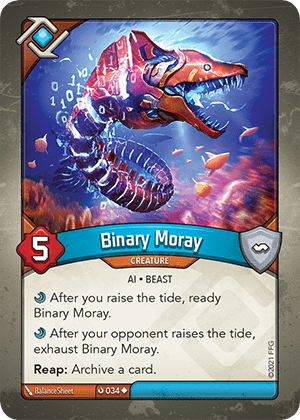 Binary Moray
CREATURE
5
AI • BEAST
After you raise the tide, ready
Binary Moray.
After your opponent raises the tide,
exhaust Binary Moray.
Reap: Archive a card.
©2021 FFG
BalanceSheet
034